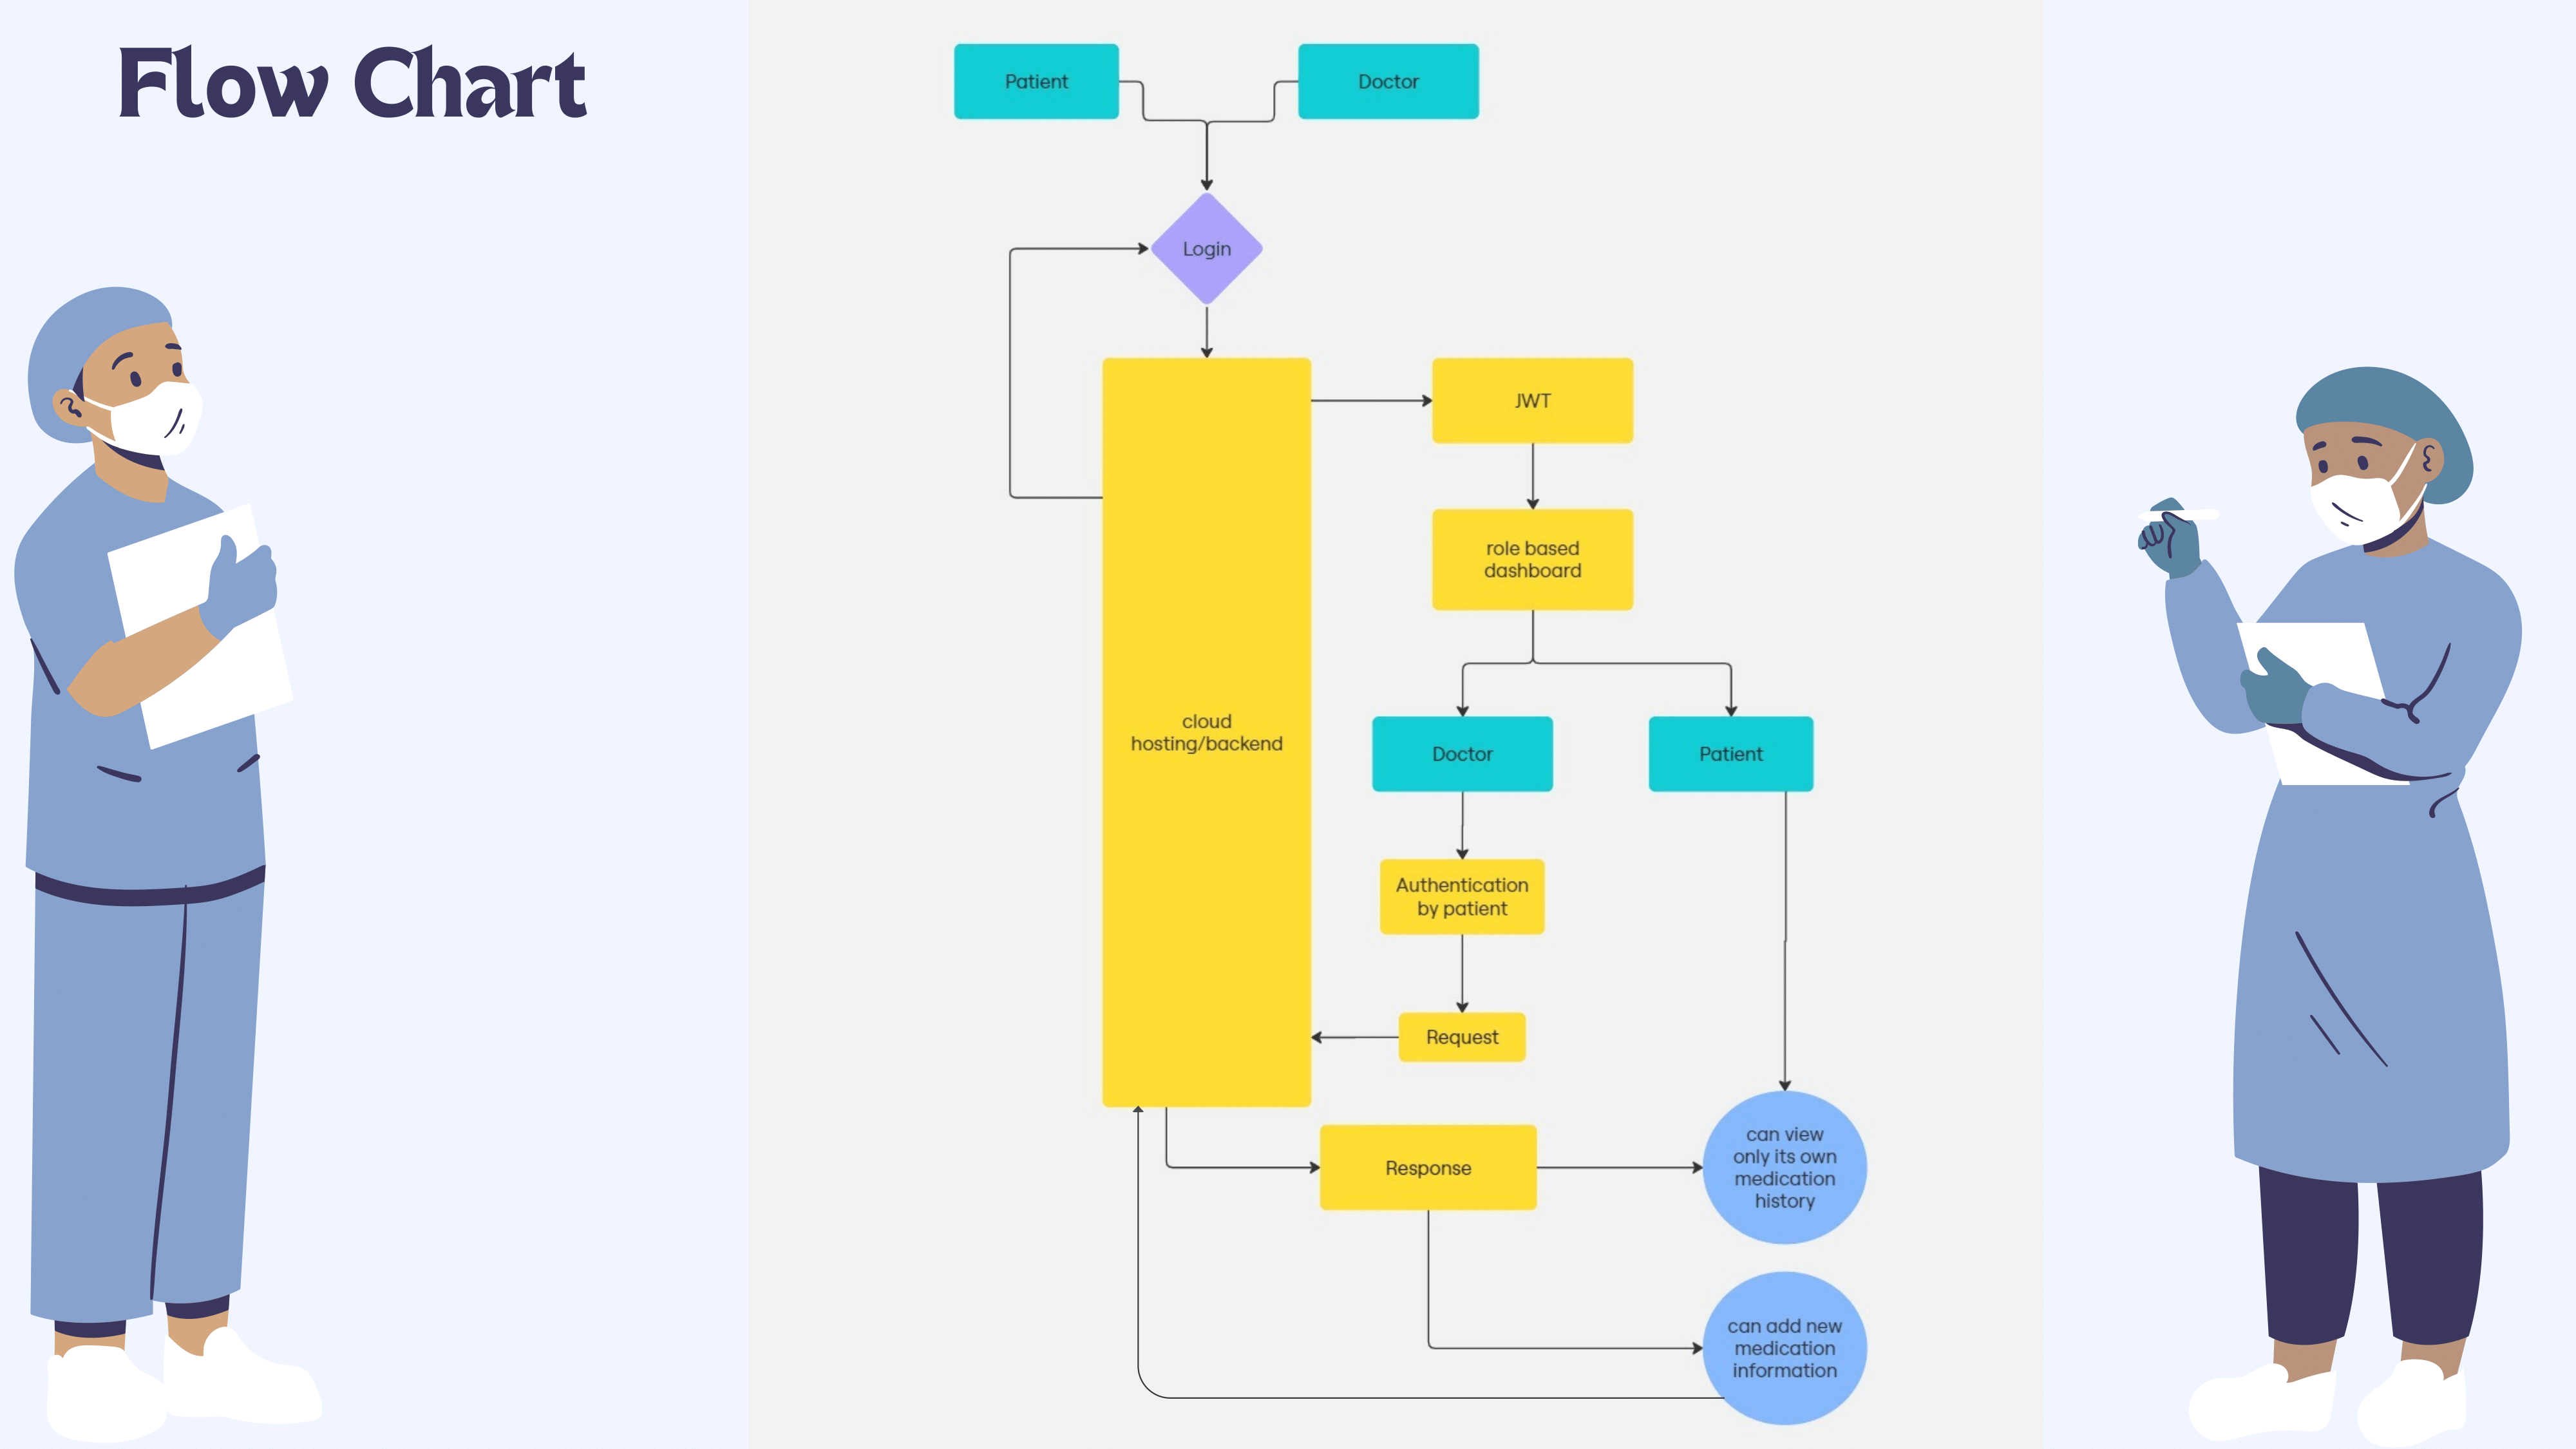 Flow Chart
Patient
Doctor
Login
JWT
role based
dashboard
cloud
hosting/backend
Doctor
Patient
Authentication
by patient
Request
Response
can view
only its own
medication
history
can add new
medication
information